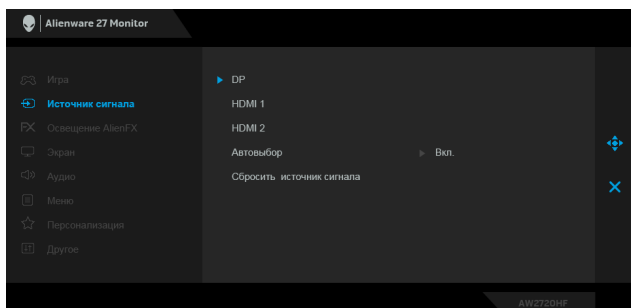 Alienware 27 Monitor
Игра
Источник сигнала
Освещение AlienFX
Экран
Аудио
Меню
Персонализация
Другое
DP
HDMI 1
HDMI 2
Автовыбор Вкл.
Сбросить источник сигнала
AW2720HF